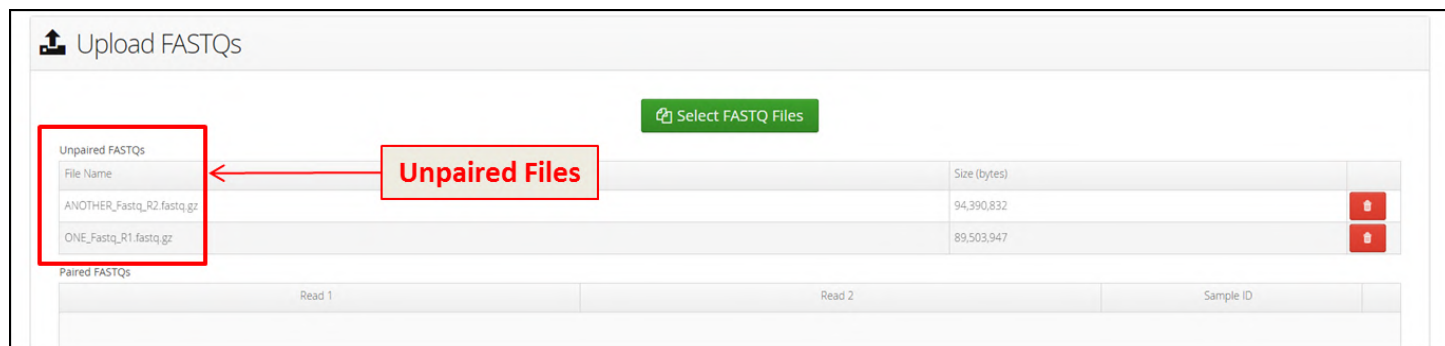 Upload FASTQs
Select FASTQ Files
Unpaired FASTQs
File Name Size (bytes)
Unpaired Files
ANOTHER_Fastq_R2.fastq.gz 94,390,832
ONE_Fastq_R1.fastq.gz 89,503,947
Paired FASTQs
Read 1 Read 2 Sample ID